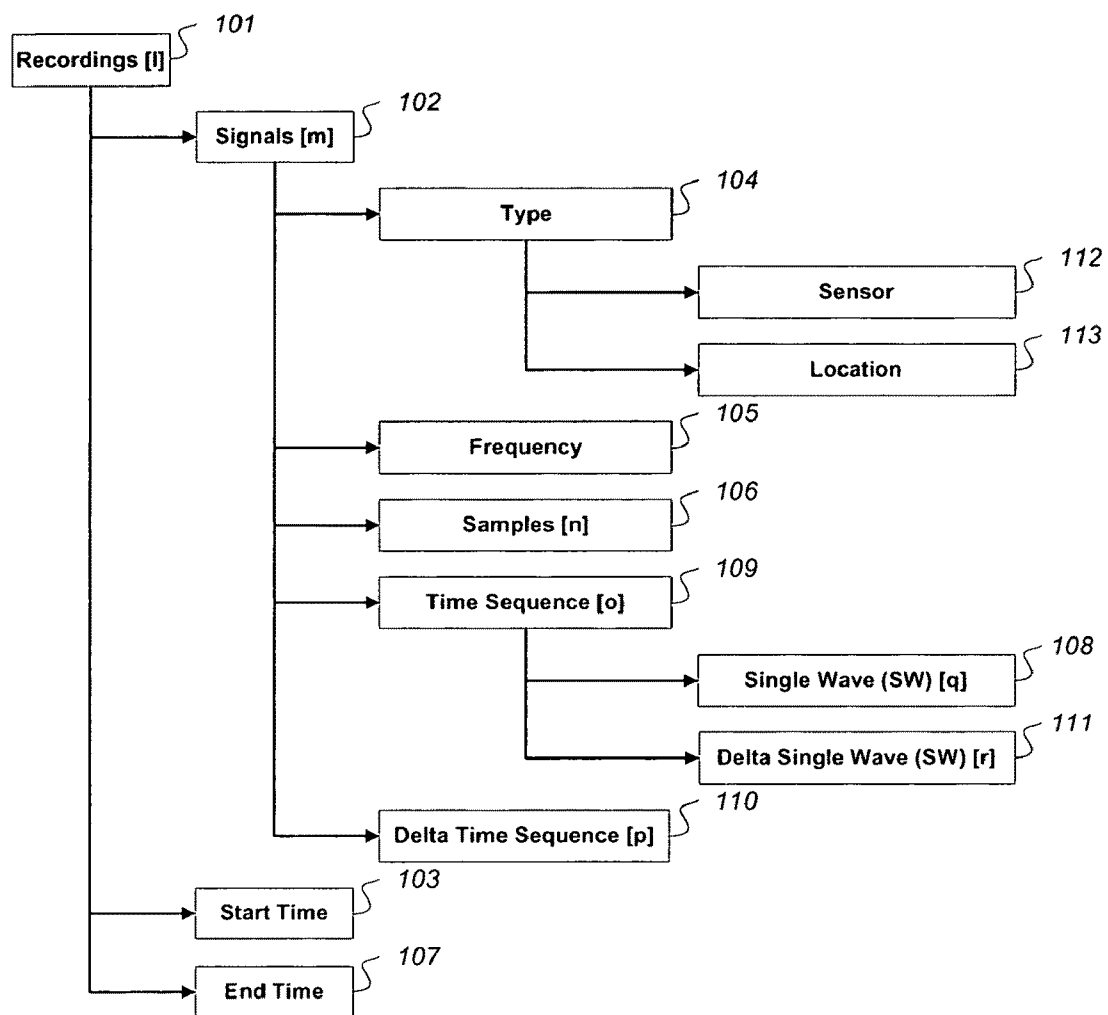 101
Recordings [l]
102
Signals [m]
104
Type
112
Sensor
113
Location
105
Frequency
106
Samples [n]
109
Time Sequence [o]
108
Single Wave (SW) [q]
111
Delta Single Wave (SW) [r]
110
Delta Time Sequence [p]
103
Start Time
107
End Time